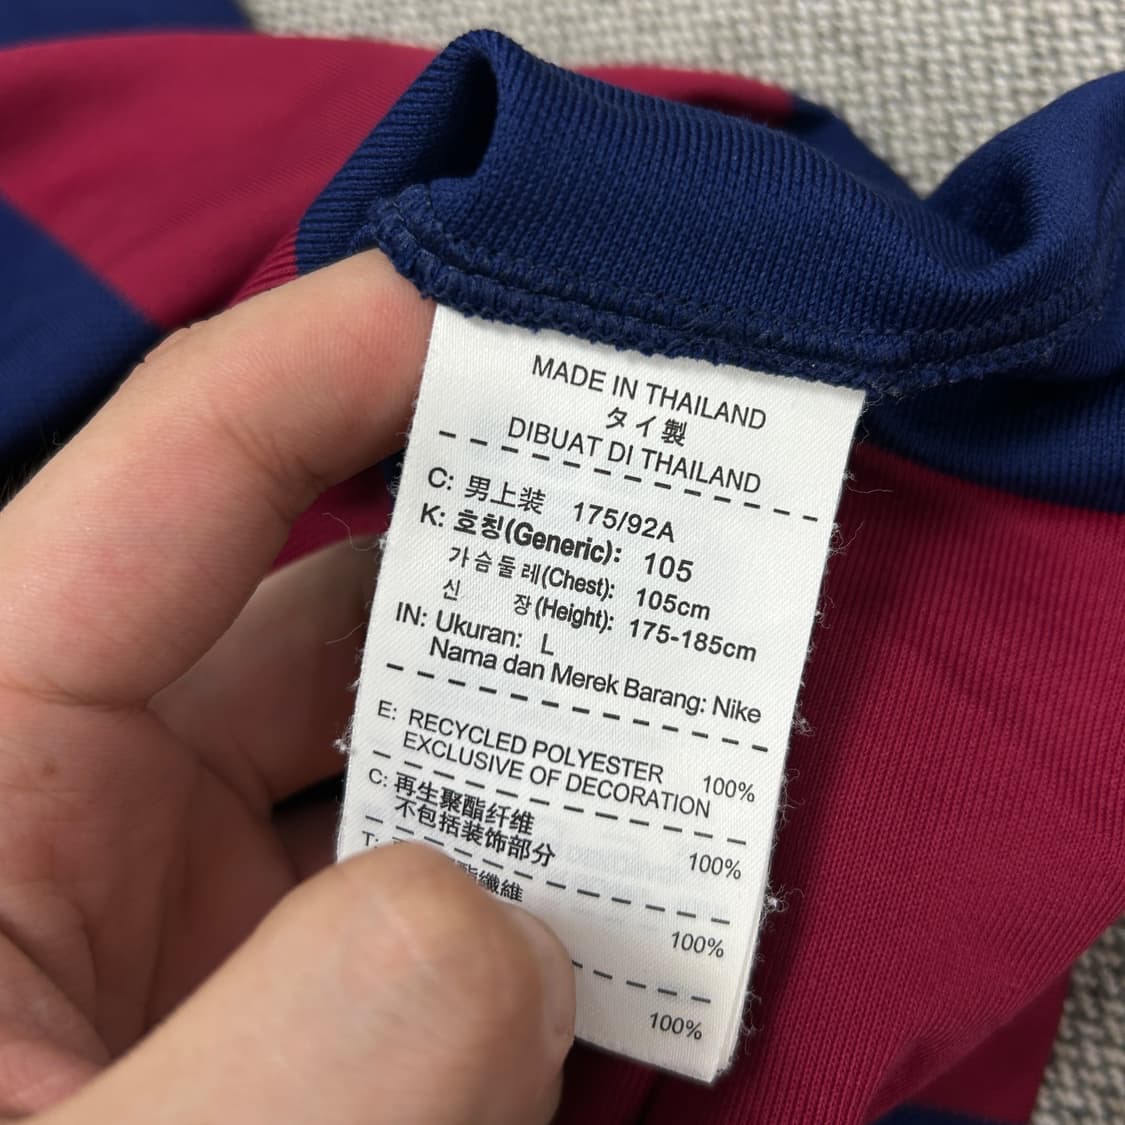 MADE IN THAILAND
タイ製
DIBUAT DI THAILAND
C: 男上装 175/92A
K: 호칭(Generic): 105
가슴둘레(Chest): 105cm
신 장(Height): 175-185cm
IN: Ukuran: L
Nama dan Merek Barang: Nike
E: RECYCLED POLYESTER 100%
EXCLUSIVE OF DECORATION
C: 再生聚酯纤维 100%
不包括装饰部分
T: 酯纖維 100%
100%